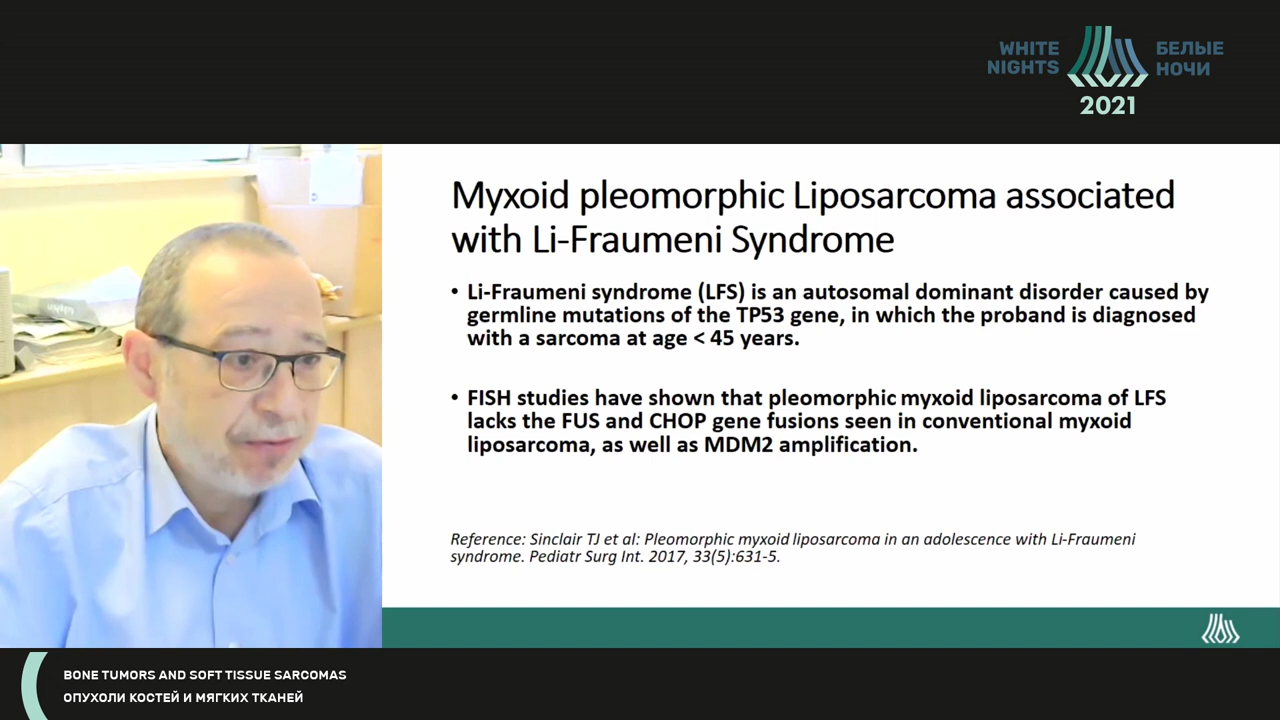 WHITE
NIGHTS
БЕЛЫЕ
НОЧИ
2021
Myxoid pleomorphic Liposarcoma associated
with Li-Fraumeni Syndrome
• Li-Fraumeni syndrome (LFS) is an autosomal dominant disorder caused by
germline mutations of the TP53 gene, in which the proband is diagnosed
with a sarcoma at age < 45 years.
• FISH studies have shown that pleomorphic myxoid liposarcoma of LFS
lacks the FUS and CHOP gene fusions seen in conventional myxoid
liposarcoma, as well as MDM2 amplification.
Reference: Sinclair TJ et al: Pleomorphic myxoid liposarcoma in an adolescence with Li-Fraumeni
syndrome. Pediatr Surg Int. 2017, 33(5):631-5.
BONE TUMORS AND SOFT TISSUE SARCOMAS
ОПУХОЛИ КОСТЕЙ И МЯГКИХ ТКАНЕЙ